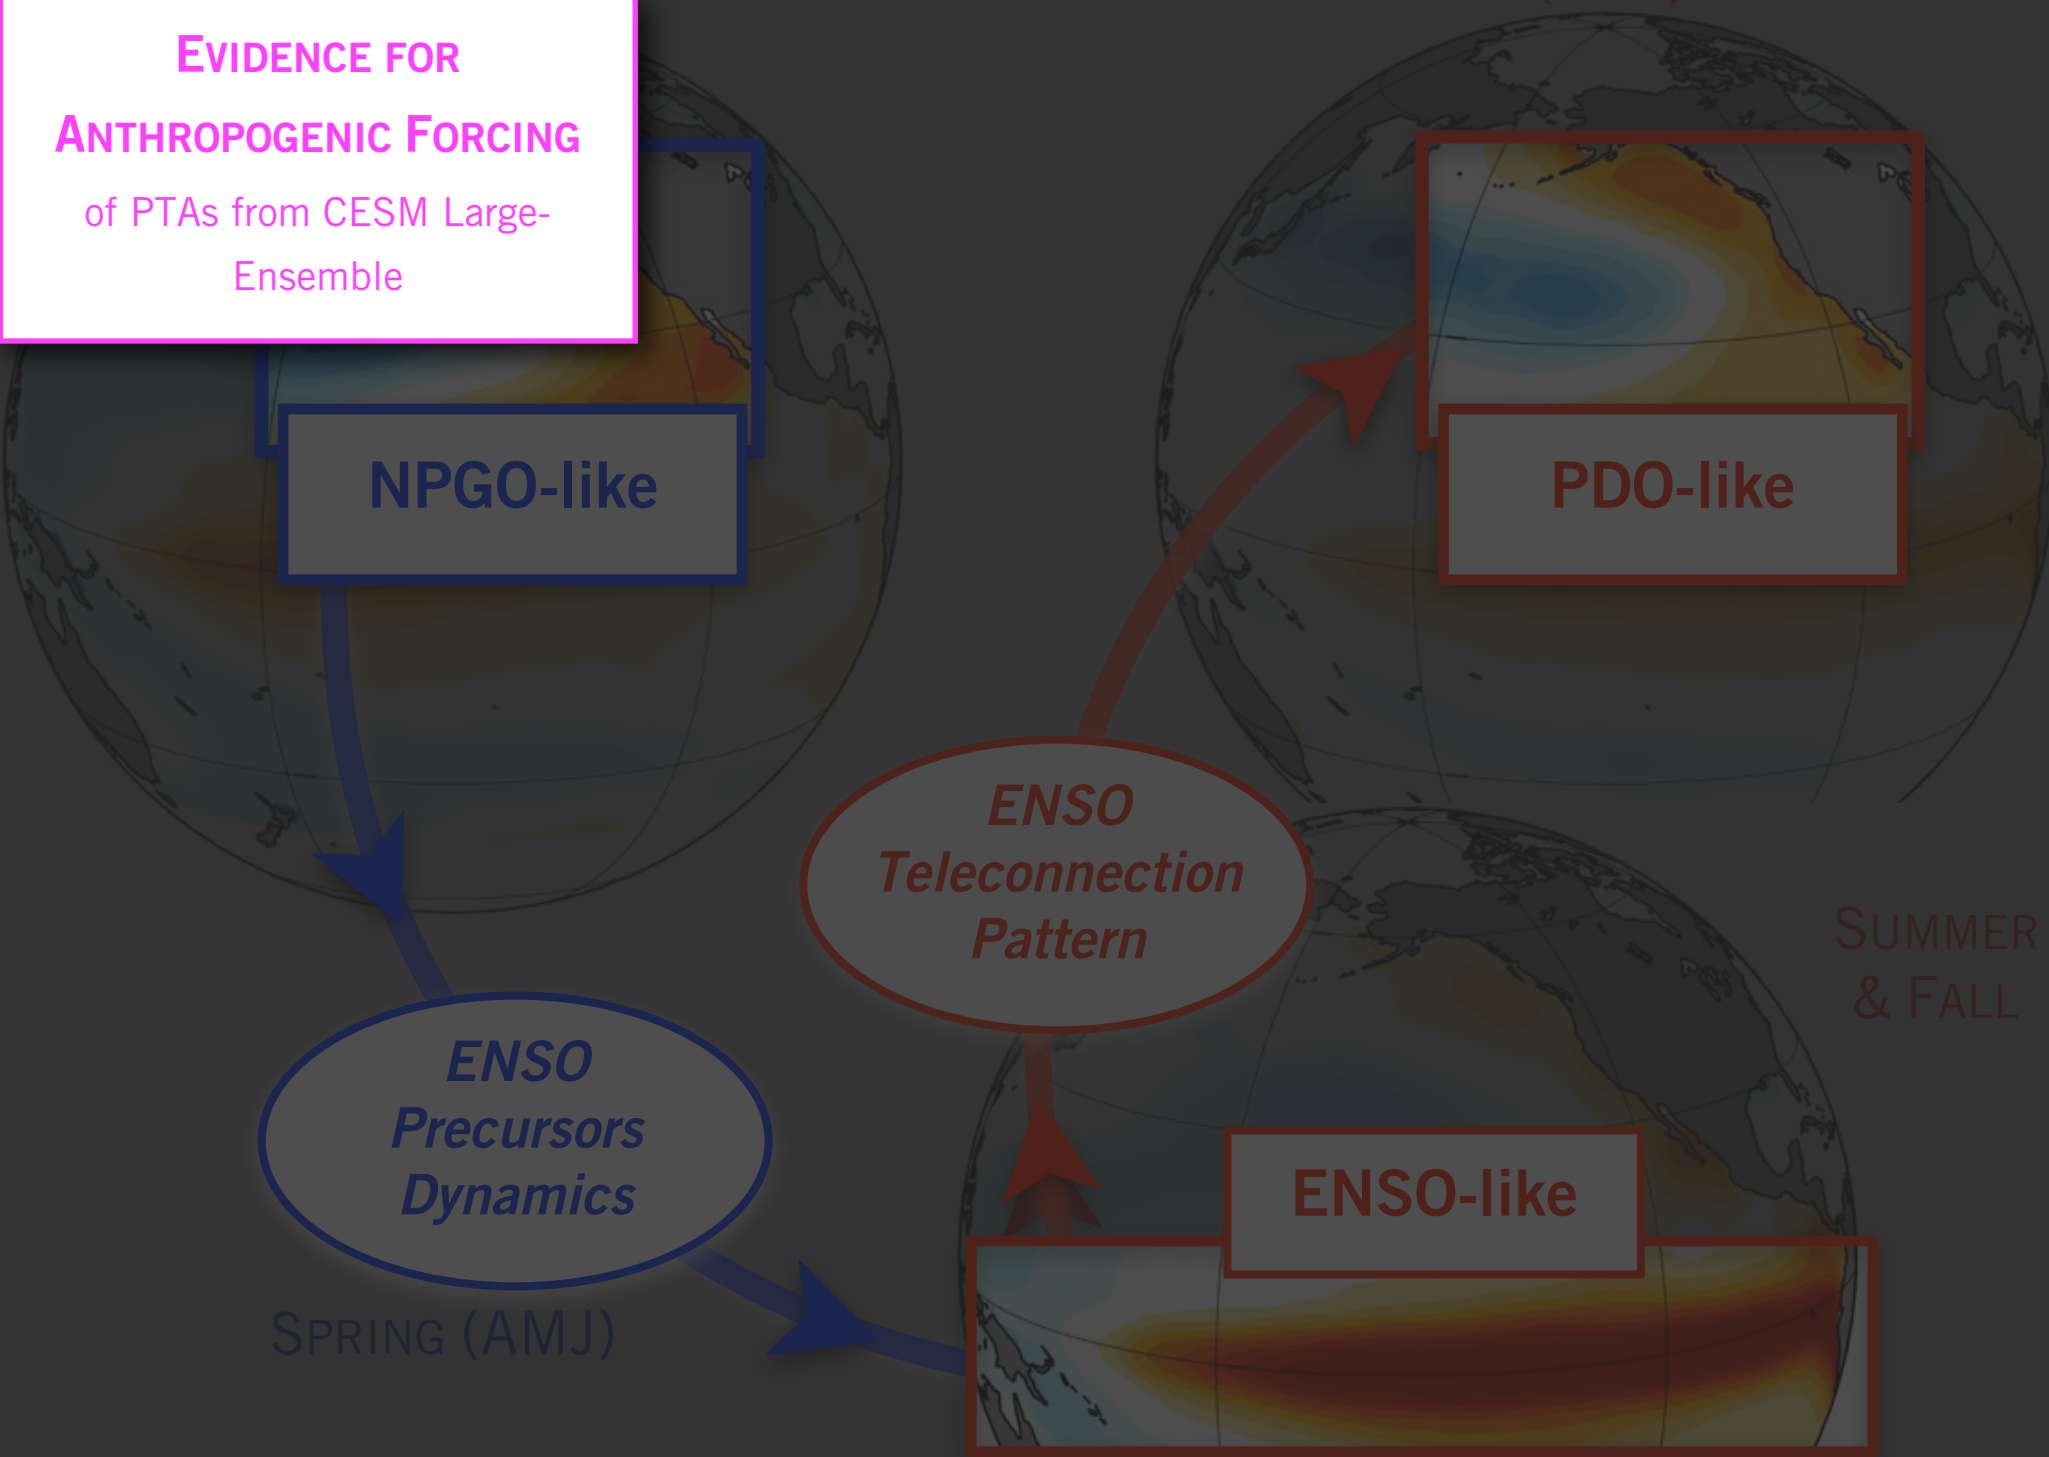 EVIDENCE FOR
ANTHROPOGENIC FORCING
of PTAs from CESM Large-
Ensemble
NPGO-like
PDO-like
ENSO
Teleconnection
Pattern
SUMMER
& FALL
ENSO
Precursors
Dynamics
ENSO-like
SPRING (AMJ)